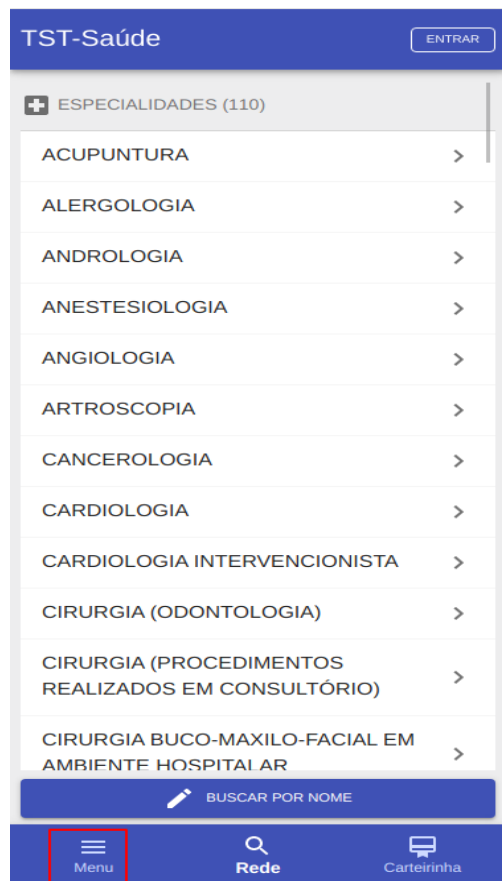 TST-Saúde
ENTRAR
ESPECIALIDADES (110)
ACUPUNTURA
ALERGOLOGIA
ANDROLOGIA
ANESTESIOLOGIA
ANGIOLOGIA
ARTROSCOPIA
CANCEROLOGIA
CARDIOLOGIA
CARDIOLOGIA INTERVENCIONISTA
CIRURGIA (ODONTOLOGIA)
CIRURGIA (PROCEDIMENTOS
REALIZADOS EM CONSULTÓRIO)
CIRURGIA BUCO-MAXILO-FACIAL EM
AMBIENTE HOSPITALAR
BUSCAR POR NOME
Menu
Rede
Carteirinha